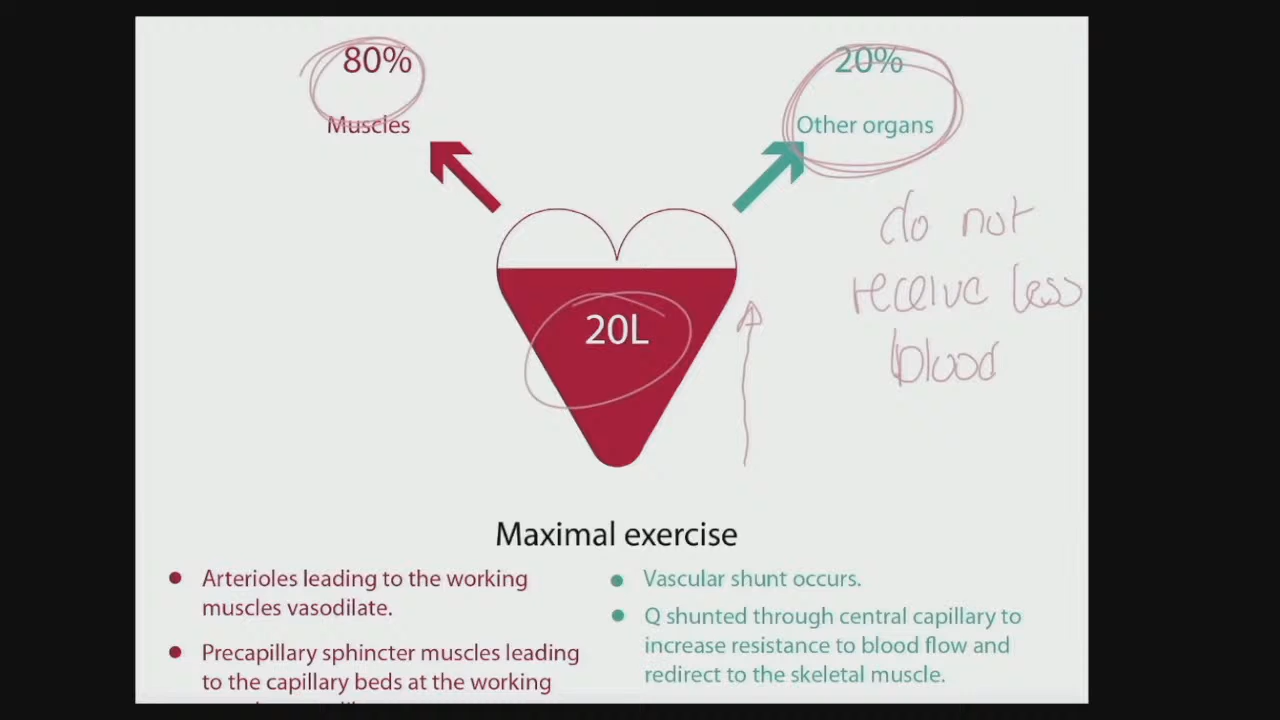 80%
Muscles
20%
Other organs
do not
receive less
blood
20L
Maximal exercise
Arterioles leading to the working
muscles vasodilate.
Precapillary sphincter muscles leading
to the capillary beds at the working
Vascular shunt occurs.
Q shunted through central capillary to
increase resistance to blood flow and
redirect to the skeletal muscle.